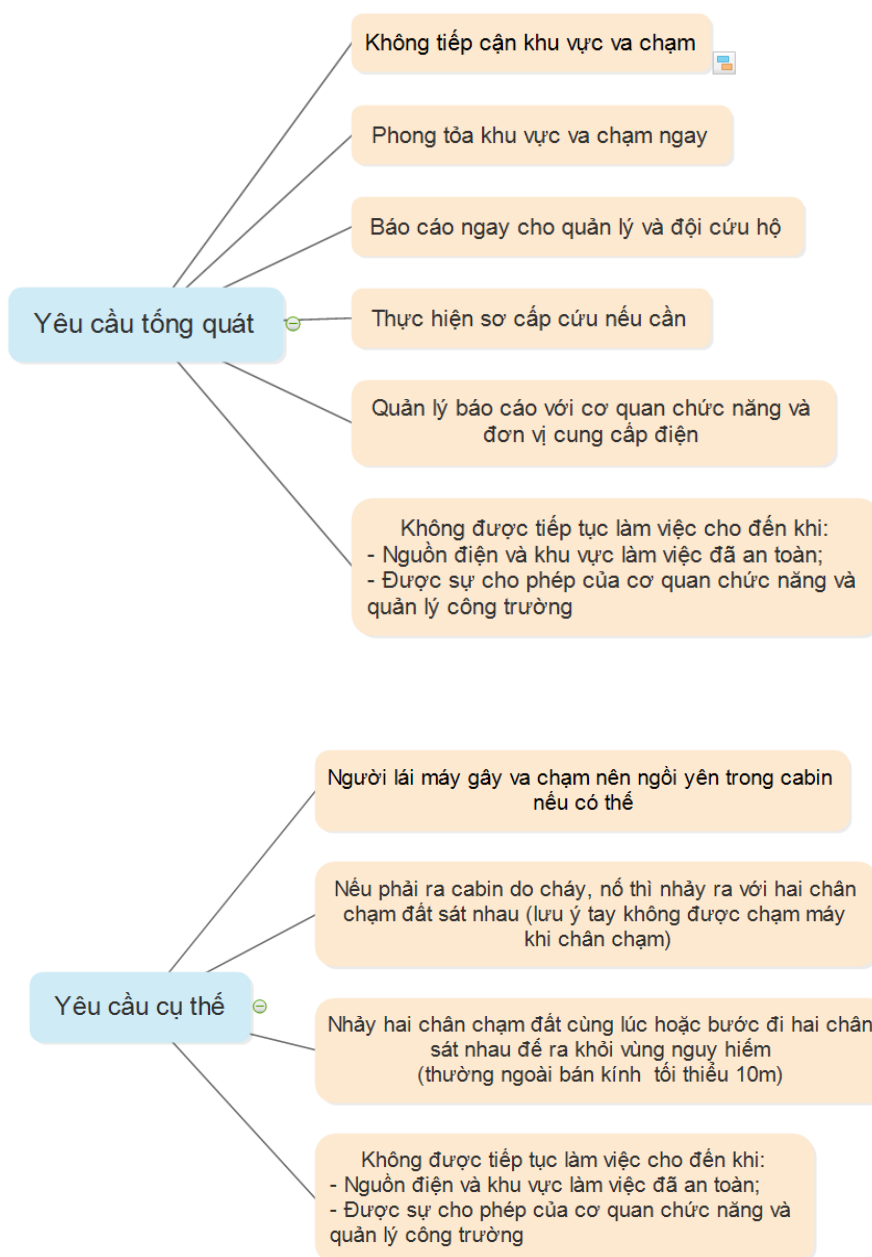 Không tiếp cận khu vực va chạm
Phong tỏa khu vực va chạm ngay
Báo cáo ngay cho quản lý và đội cứu hộ
Yêu cầu tổng quát
Thực hiện sơ cấp cứu nếu cần
Quản lý báo cáo với cơ quan chức năng và
đơn vị cung cấp điện
Không được tiếp tục làm việc cho đến khi:
- Nguồn điện và khu vực làm việc đã an toàn;
- Được sự cho phép của cơ quan chức năng và
quản lý công trường
Người lái máy gây va chạm nên ngồi yên trong cabin
nếu có thể
Nếu phải ra cabin do cháy, nổ thì nhảy ra với hai chân
chạm đất sát nhau (lưu ý tay không được chạm máy
khi chân chạm)
Yêu cầu cụ thể
Nhảy hai chân chạm đất cùng lúc hoặc bước đi hai chân
sát nhau để ra khỏi vùng nguy hiểm
(thường ngoài bán kính tối thiểu 10m)
Không được tiếp tục làm việc cho đến khi:
- Nguồn điện và khu vực làm việc đã an toàn;
- Được sự cho phép của cơ quan chức năng và
quản lý công trường